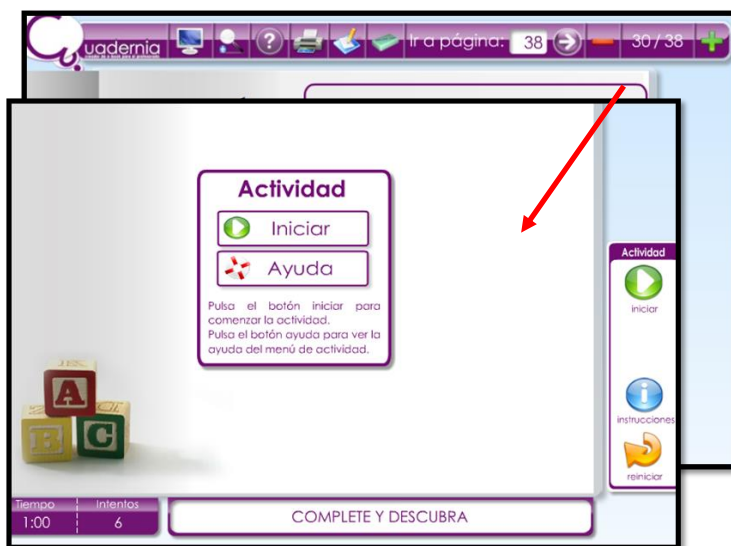 Cuadernia
Ir a página: 38 30 / 38
Actividad
Iniciar
Ayuda
Pulsa el botón iniciar para
comenzar la actividad.
Pulsa el botón ayuda para ver la
ayuda del menú de actividad.
Actividad
iniciar
instrucciones
reiniciar
A
B C
Tiempo Intentos
1:00 6
COMPLETE Y DESCUBRA